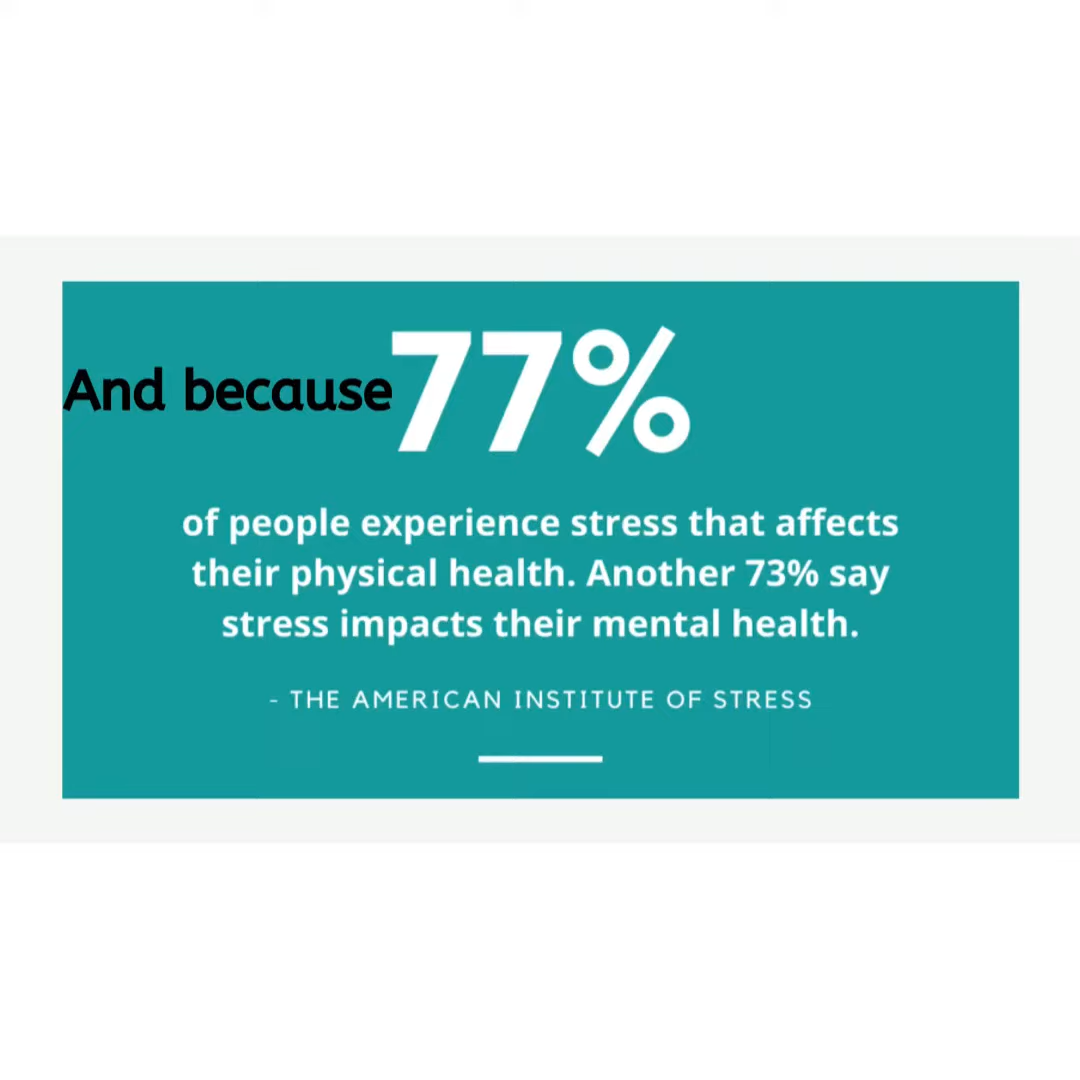 And because 77%
of people experience stress that affects
their physical health. Another 73% say
stress impacts their mental health.
- THE AMERICAN INSTITUTE OF STRESS